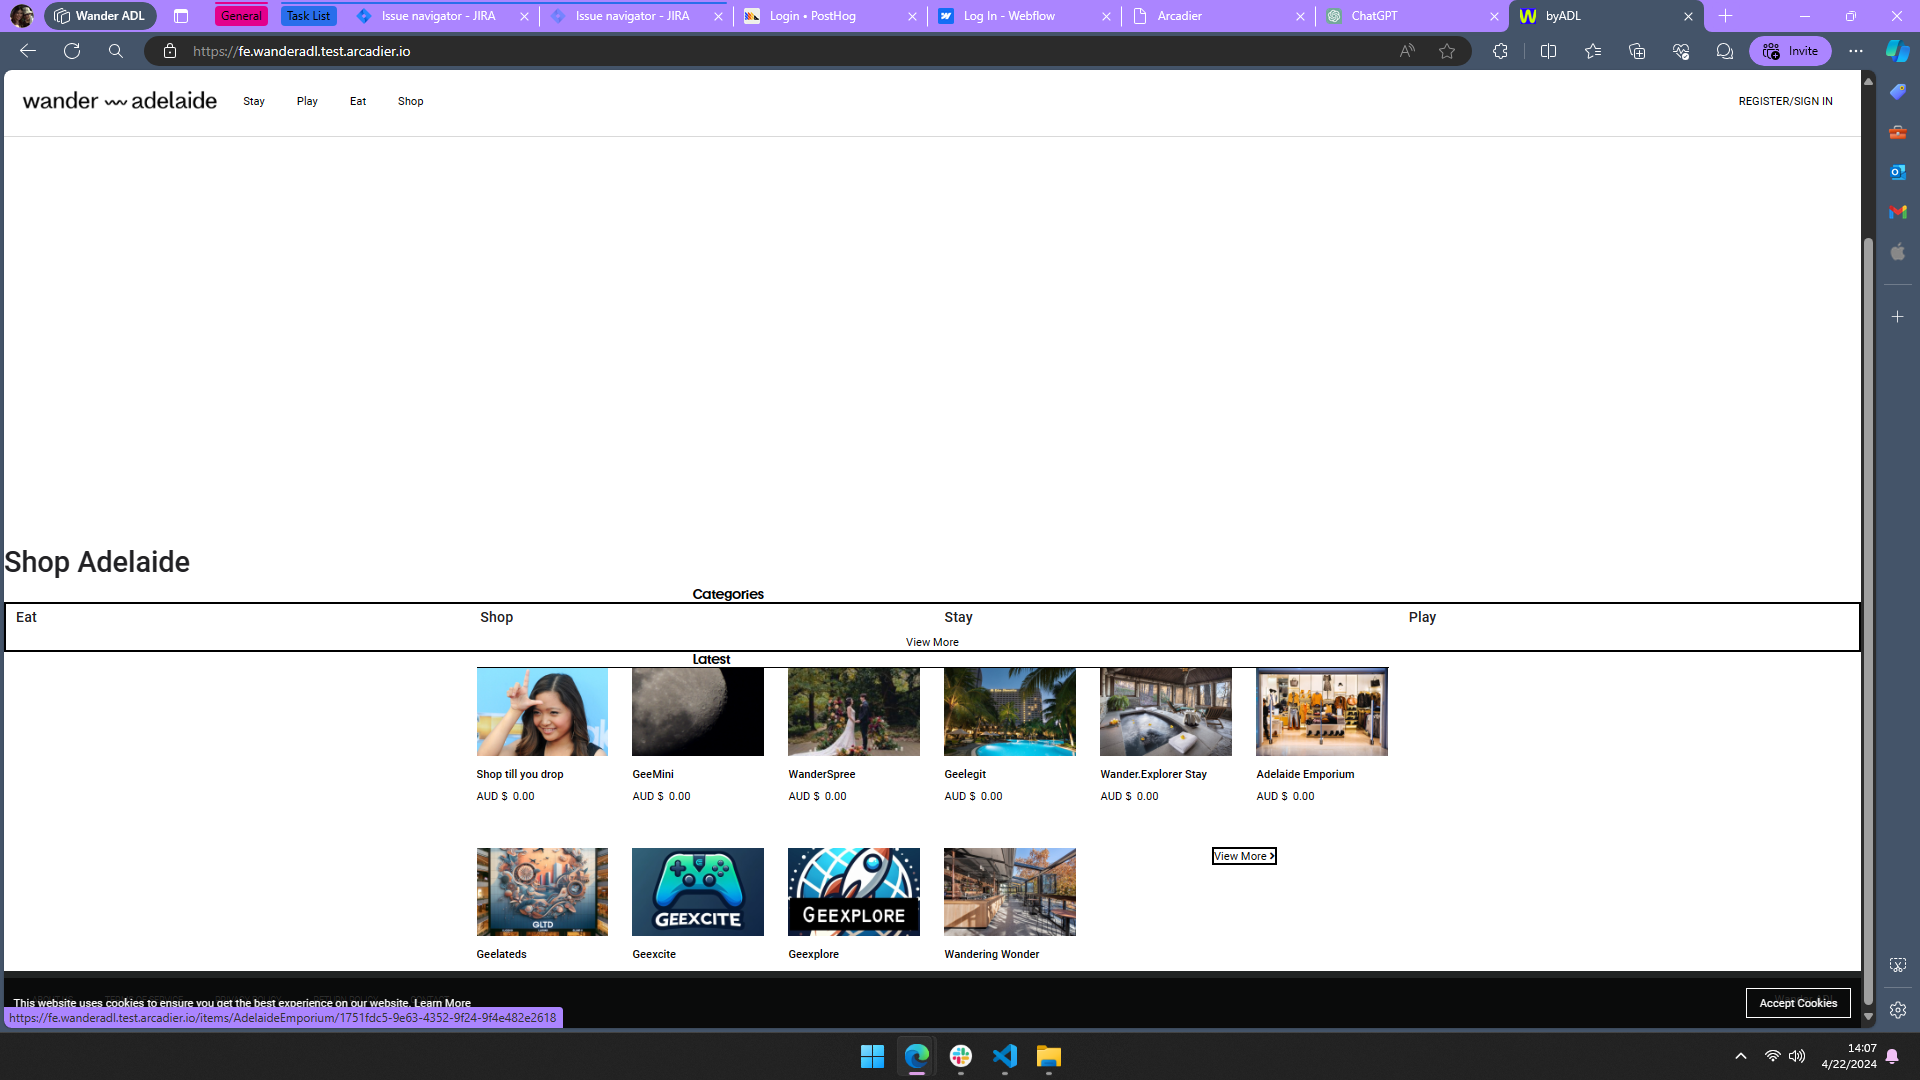 Wander ADL
General
Task List
Issue navigator - JIRA
Issue navigator - JIRA
Login • PostHog
Log In - Webflow
Arcadier
ChatGPT
byADL
https://fe.wanderadl.test.arcadier.io
Invite
wander adelaide
Stay
Play
Eat
Shop
REGISTER/SIGN IN
Shop Adelaide
Categories
Eat
Shop
Stay
Play
View More
Latest
Shop till you drop
GeeMini
WanderSpree
Geelegit
Wander.Explorer Stay
Adelaide Emporium
AUD $ 0.00
AUD $ 0.00
AUD $ 0.00
AUD $ 0.00
AUD $ 0.00
AUD $ 0.00
View More >
GLTD
GEEXCITE
GEEXPLORE
Geelateds
Geexcite
Geexplore
Wandering Wonder
This website uses cookies to ensure you get the best experience on our website. Learn More
Accept Cookies
https://fe.wanderadl.test.arcadier.io/items/AdelaideEmporium/1751fdc5-9e63-4352-9f24-9f4e482e2618
14:07
4/22/2024